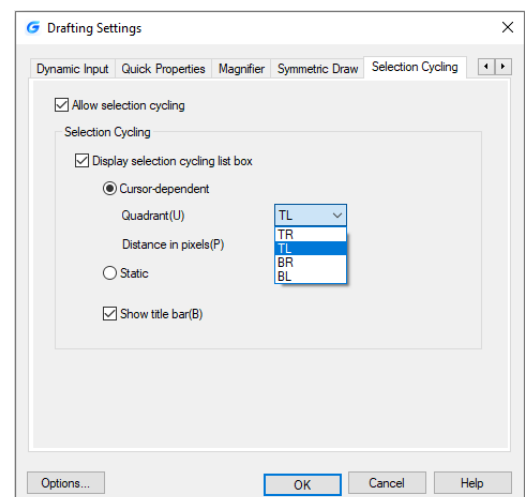 Drafting Settings
Dynamic Input Quick Properties Magnifier Symmetric Draw Selection Cycling
Allow selection cycling
Selection Cycling
Display selection cycling list box
Cursor-dependent
Quadrant(U) TL
TR
TL
BR
BL
Distance in pixels(P)
Static
Show title bar(B)
Options... OK Cancel Help